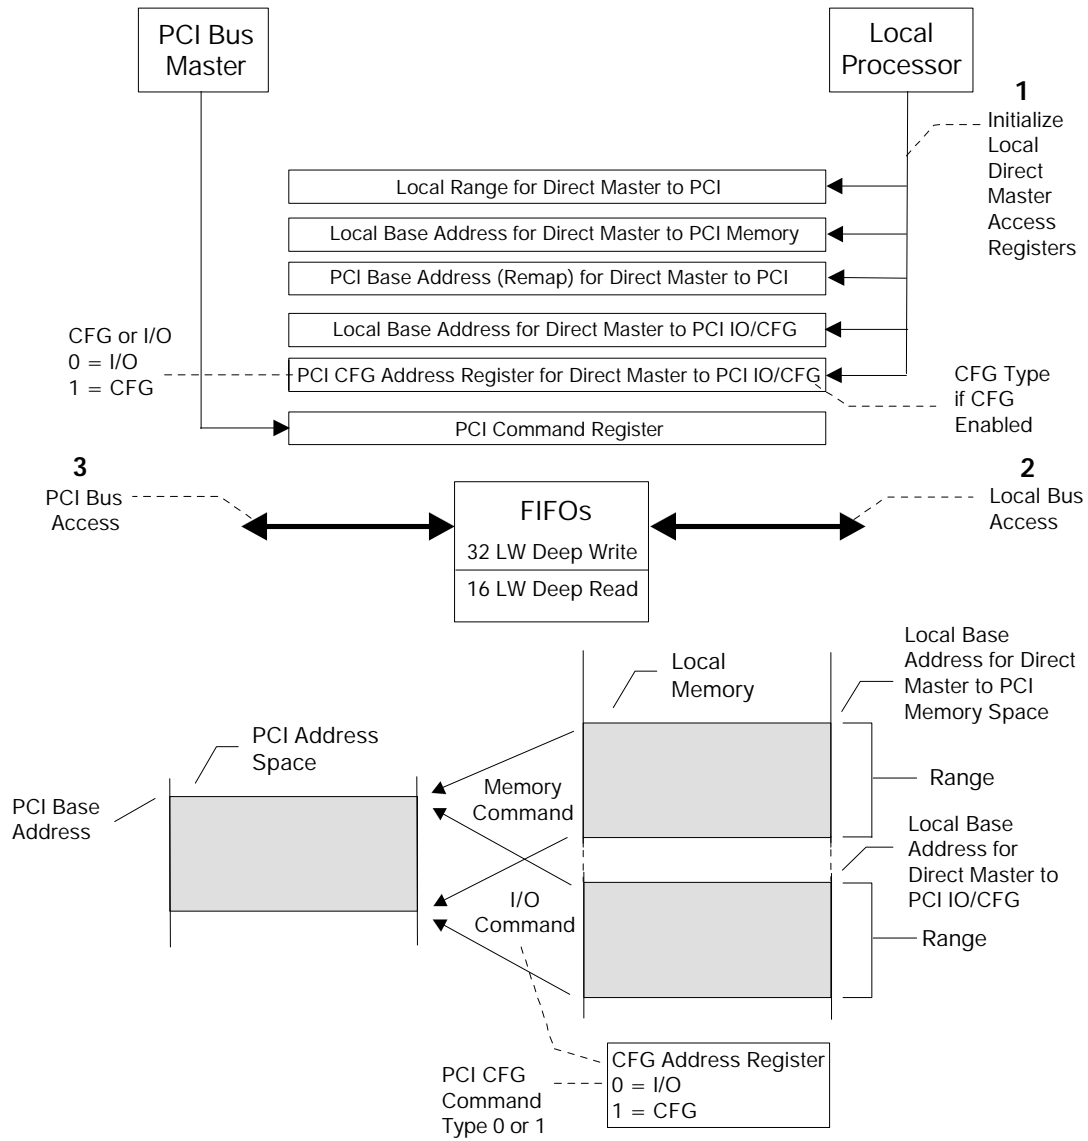 PCI Bus
Master
Local
Processor
1
Initialize
Local
Direct
Master
Access
Registers
Local Range for Direct Master to PCI
Local Base Address for Direct Master to PCI Memory
PCI Base Address (Remap) for Direct Master to PCI
Local Base Address for Direct Master to PCI IO/CFG
CFG or I/O
0 = I/O
1 = CFG
PCI CFG Address Register for Direct Master to PCI IO/CFG
CFG Type
if CFG
Enabled
PCI Command Register
3
PCI Bus
Access
FIFOs
32 LW Deep Write
16 LW Deep Read
2
Local Bus
Access
Local
Memory
Local Base
Address for Direct
Master to PCI
Memory Space
PCI Address
Space
PCI Base
Address
Memory
Command
Range
Local Base
Address for
Direct Master to
PCI IO/CFG
I/O
Command
Range
PCI CFG
Command
Type 0 or 1
CFG Address Register
0 = I/O
1 = CFG